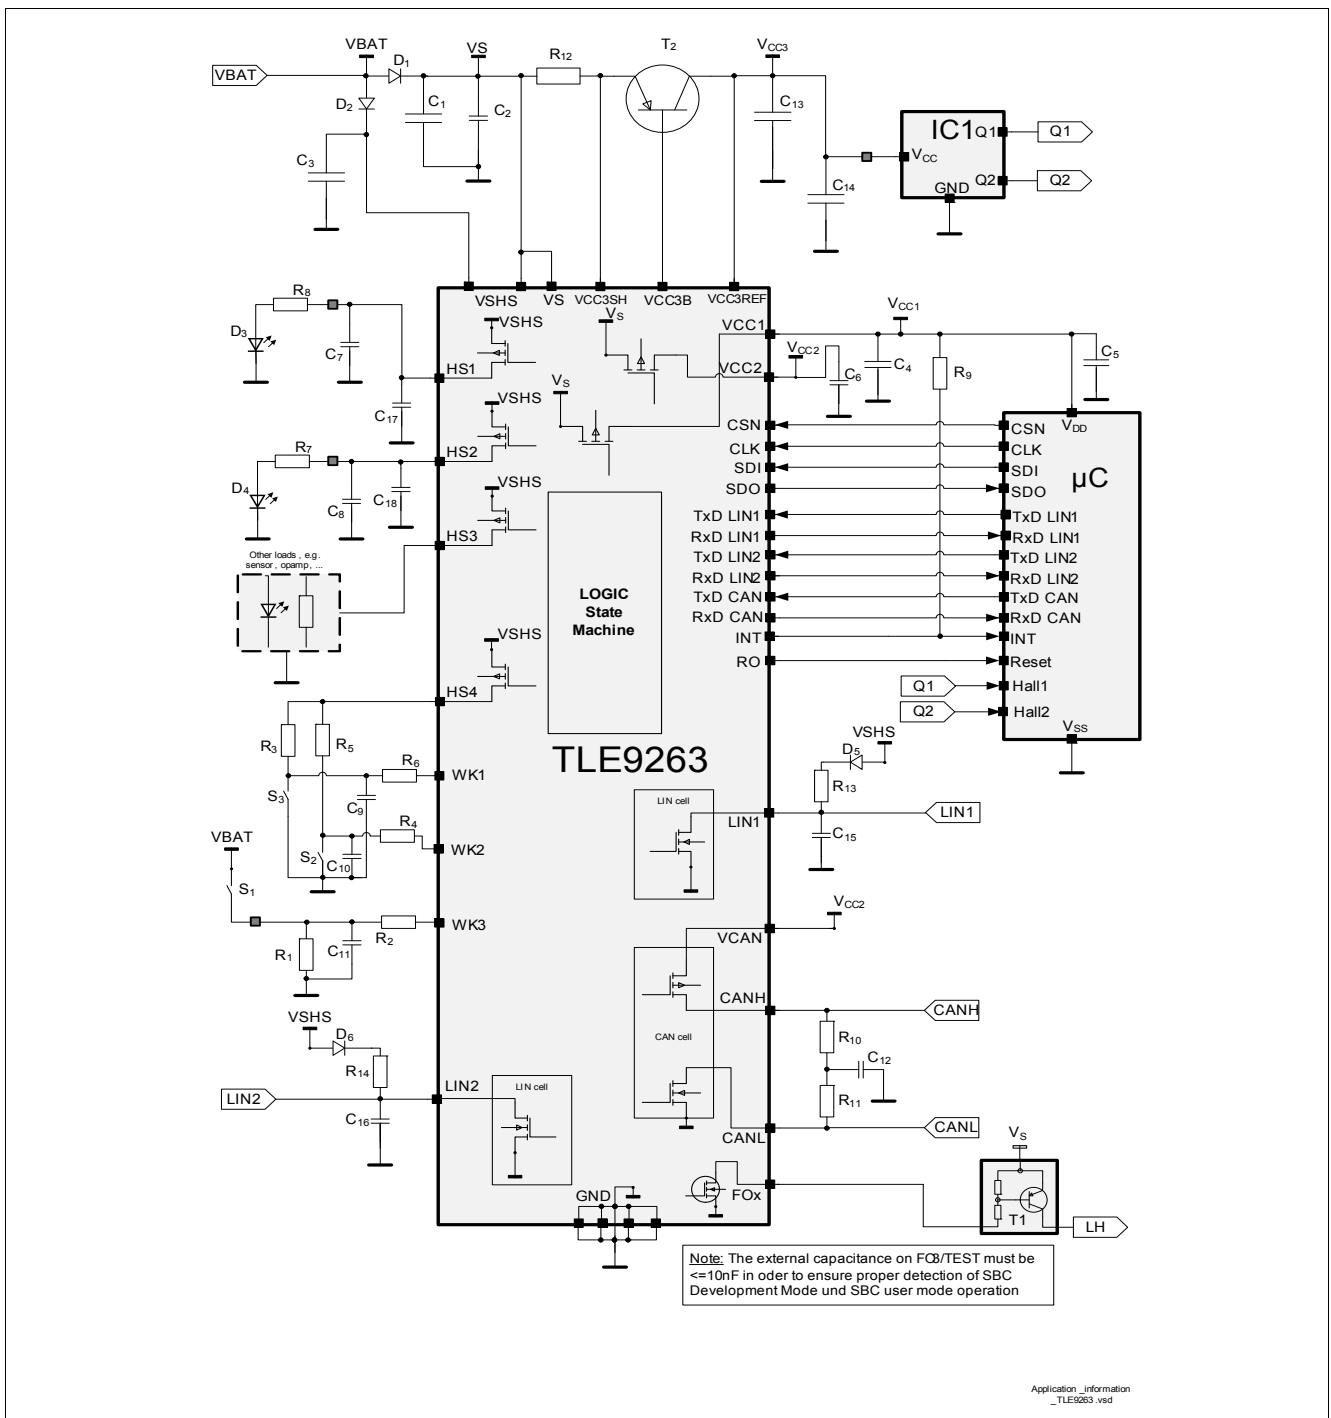 VBAT
VBAT
D1
VS
R12
T2
VCC3
D2
C1
C2
C13
C3
C14
IC1
VCC
GND
Q1
Q2
Q1
Q2
VSHS
VS
VCC3SH
VCC3B
VCC3REF
R8
D3
C7
C17
HS1
VSHS
VS
VS
VCC1
VCC2
VCC1
VCC2
C6
C4
R9
C5
R7
D4
C8
C18
HS2
VSHS
HS3
VSHS
Other loads , e.g.
sensor , opamp, ...
LOGIC
State
Machine
CSN
CLK
SDI
SDO
TxD LIN1
RxD LIN1
TxD LIN2
RxD LIN2
TxD CAN
RxD CAN
INT
RO
VDD
µC
CSN
CLK
SDI
SDO
TxD LIN1
RxD LIN1
TxD LIN2
RxD LIN2
TxD CAN
RxD CAN
INT
Reset
Hall1
Hall2
VSS
Q1
Q2
VSHS
HS4
R3
R5
R6
WK1
S3
C9
R4
WK2
S2
C10
VBAT
S1
R1
C11
R2
WK3
TLE9263
VSHS
D5
R13
LIN cell
LIN1
LIN1
C15
VCC2
VCAN
CANH
CANH
CAN cell
R10
C12
R11
CANL
CANL
VSHS
D6
R14
LIN2
LIN2
C16
LIN cell
GND
FOx
VS
T1
LH
Note: The external capacitance on FO3/TEST must be
<=10nF in oder to ensure proper detection of SBC
Development Mode und SBC user mode operation
Application _information
_TLE9263 .vsd